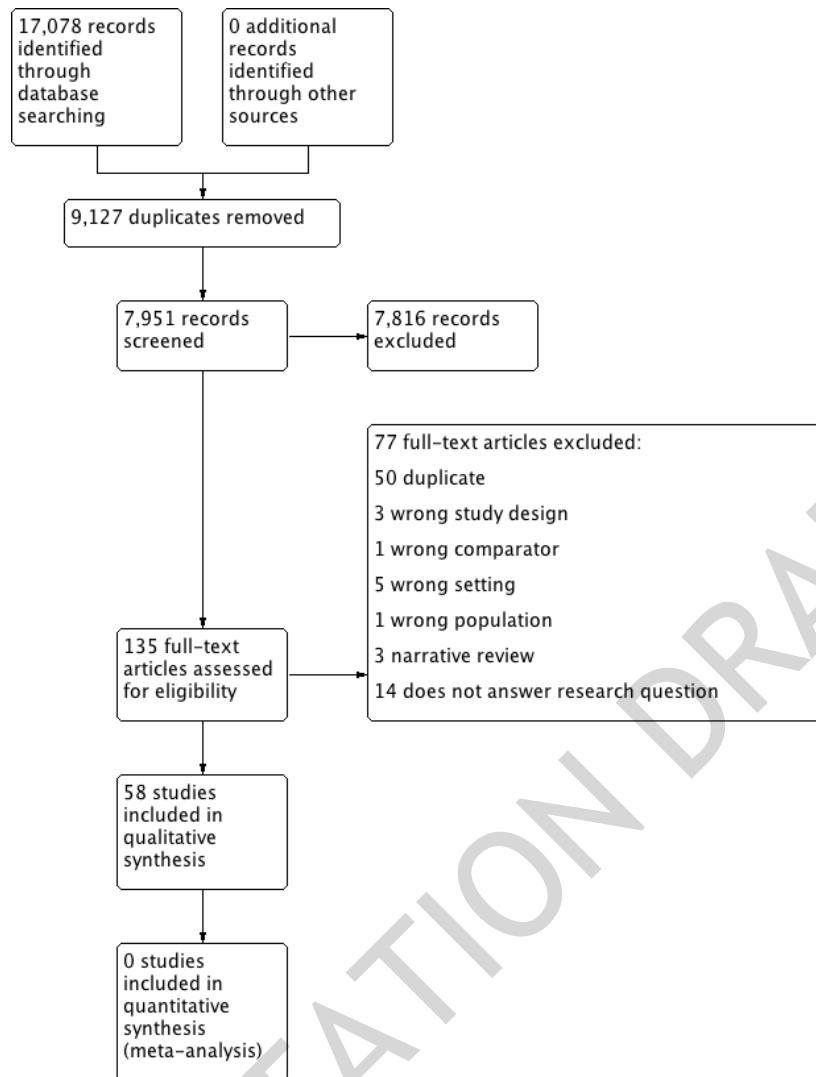 17,078 records
identified
through
database
searching
0 additional
records
identified
through other
sources
9,127 duplicates removed
7,951 records
screened
7,816 records
excluded
77 full-text articles excluded:
50 duplicate
3 wrong study design
1 wrong comparator
5 wrong setting
1 wrong population
3 narrative review
14 does not answer research question
135 full-text
articles assessed
for eligibility
58 studies
included in
qualitative
synthesis
0 studies
included in
quantitative
synthesis
(meta-analysis)
TATION DRA